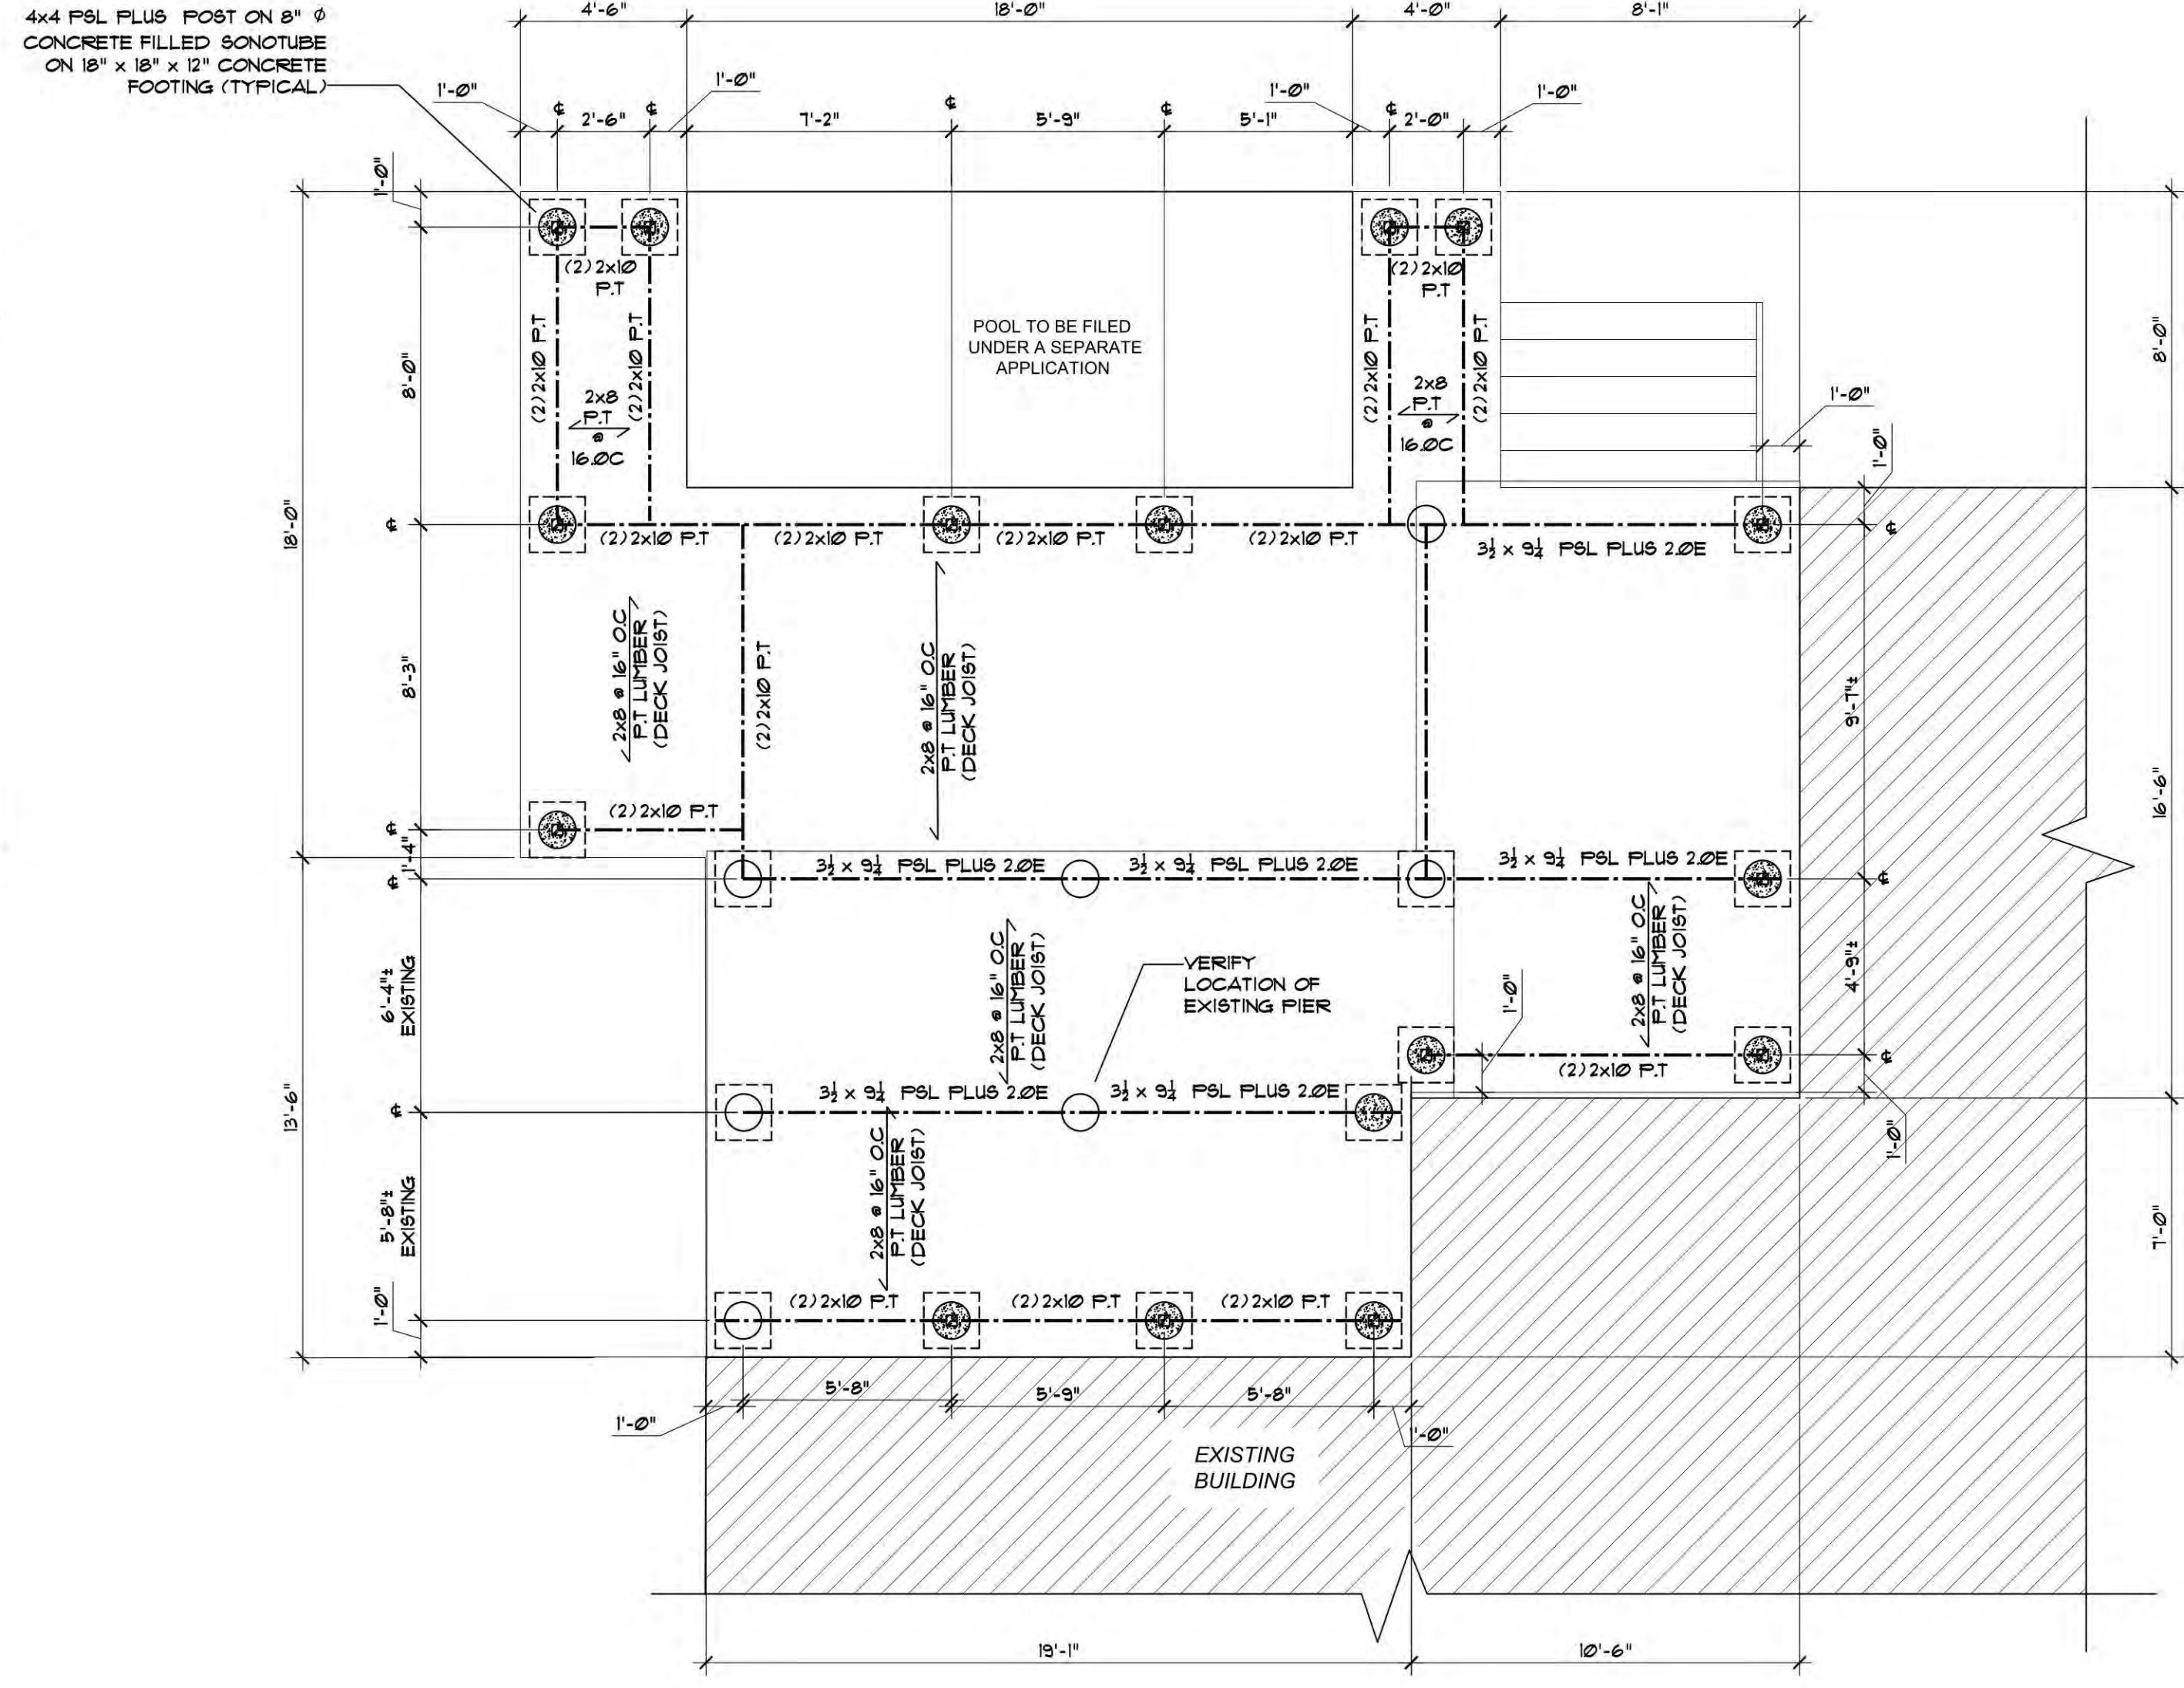 4x4 PSL PLUS POST ON 8" Ø
CONCRETE FILLED SONOTUBE
ON 18" x 18" x 12" CONCRETE
FOOTING (TYPICAL)
4'-6"
18'-0"
4'-0"
8'-1"
1'-0"
1'-0"
1'-0"
1'-0"
2'-6"
7'-2"
5'-9"
5'-1"
2'-0"
1'-0"
8'-0"
18'-0"
8'-3"
1'-4"
6'-4"±
EXISTING
13'-6"
5'-8"±
EXISTING
1'-0"
(2) 2x10
P.T
(2) 2x10 P.T
(2) 2x10 P.T
2x8
P.T
@
16.0C
POOL TO BE FILED
UNDER A SEPARATE
APPLICATION
(2) 2x10
P.T
(2) 2x10 P.T
(2) 2x10 P.T
2x8
P.T
@
16.0C
1'-0"
1'-0"
8'-0"
(2) 2x10 P.T
(2) 2x10 P.T
(2) 2x10 P.T
(2) 2x10 P.T
3½ x 9¼ PSL PLUS 2.0E
2x8 @ 16" O.C
P.T LUMBER
(DECK JOIST)
(2) 2x10 P.T
2x8 @ 16" O.C
P.T LUMBER
(DECK JOIST)
9'-7"±
16'-6"
(2) 2x10 P.T
3½ x 9¼ PSL PLUS 2.0E
3½ x 9¼ PSL PLUS 2.0E
3½ x 9¼ PSL PLUS 2.0E
2x8 @ 16" O.C
P.T LUMBER
(DECK JOIST)
VERIFY
LOCATION OF
EXISTING PIER
1'-0"
2x8 @ 16" O.C
P.T LUMBER
(DECK JOIST)
4'-9"±
(2) 2x10 P.T
1'-0"
3½ x 9¼ PSL PLUS 2.0E
3½ x 9¼ PSL PLUS 2.0E
2x8 @ 16" O.C
P.T LUMBER
(DECK JOIST)
7'-0"
(2) 2x10 P.T
(2) 2x10 P.T
(2) 2x10 P.T
5'-8"
5'-9"
5'-8"
1'-0"
1'-0"
EXISTING
BUILDING
19'-1"
10'-6"